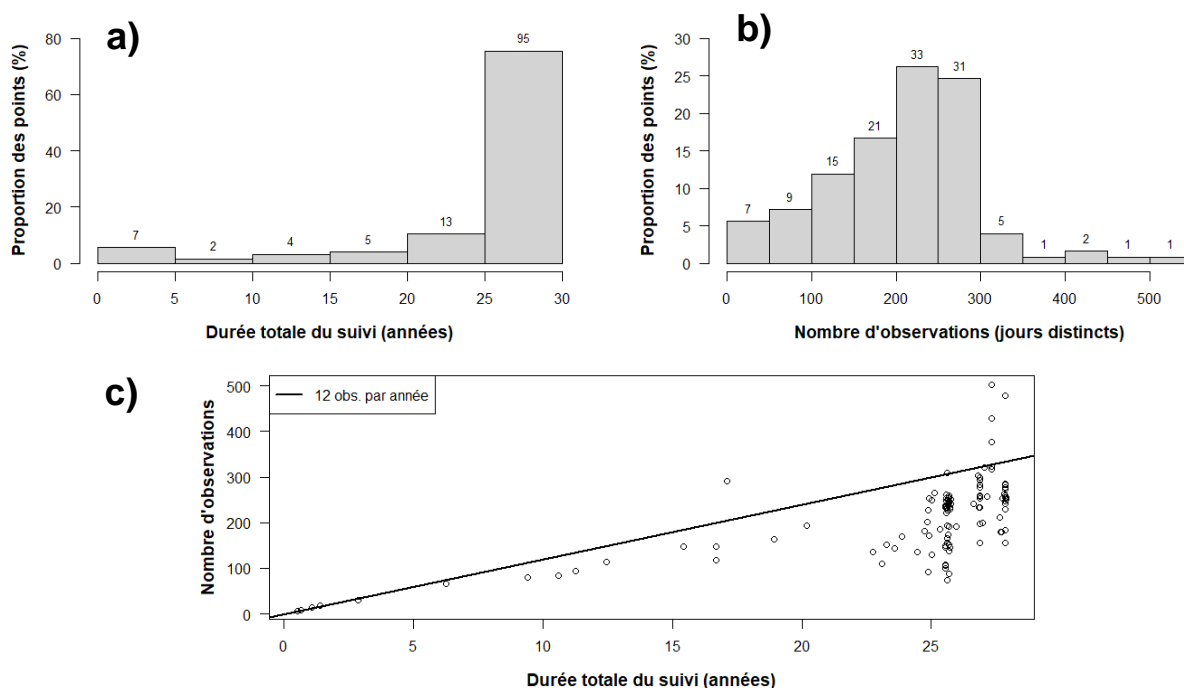 a)
Proportion des points (%)
80
60
40
20
0
7
2
4
5
13
95
0 5 10 15 20 25 30
Durée totale du suivi (années)
b)
Proportion des points (%)
30
25
20
15
10
5
0
7
9
15
21
33
31
5
1
2
1
1
0 100 200 300 400 500
Nombre d'observations (jours distincts)
c)
Nombre d'observations
500
400
300
200
100
0
12 obs. par année
0 5 10 15 20 25
Durée totale du suivi (années)